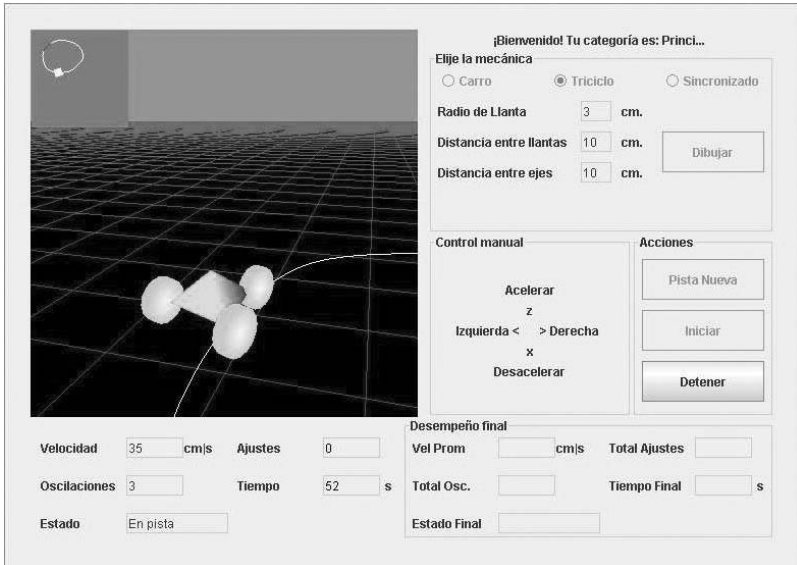 ¡Bienvenido! Tu categoría es: Princi...
Elije la mecánica
Carro Triciclo Sincronizado
Radio de Llanta 3 cm.
Distancia entre llantas 10 cm.
Dibujar
Distancia entre ejes 10 cm.
Control manual
Acelerar
z
Izquierda < > Derecha
x
Desacelerar
Acciones
Pista Nueva
Iniciar
Detener
Velocidad 35 cm|s Ajustes 0
Oscilaciones 3 Tiempo 52 s
Estado En pista
Desempeño final
Vel Prom cm|s Total Ajustes
Total Osc. Tiempo Final s
Estado Final